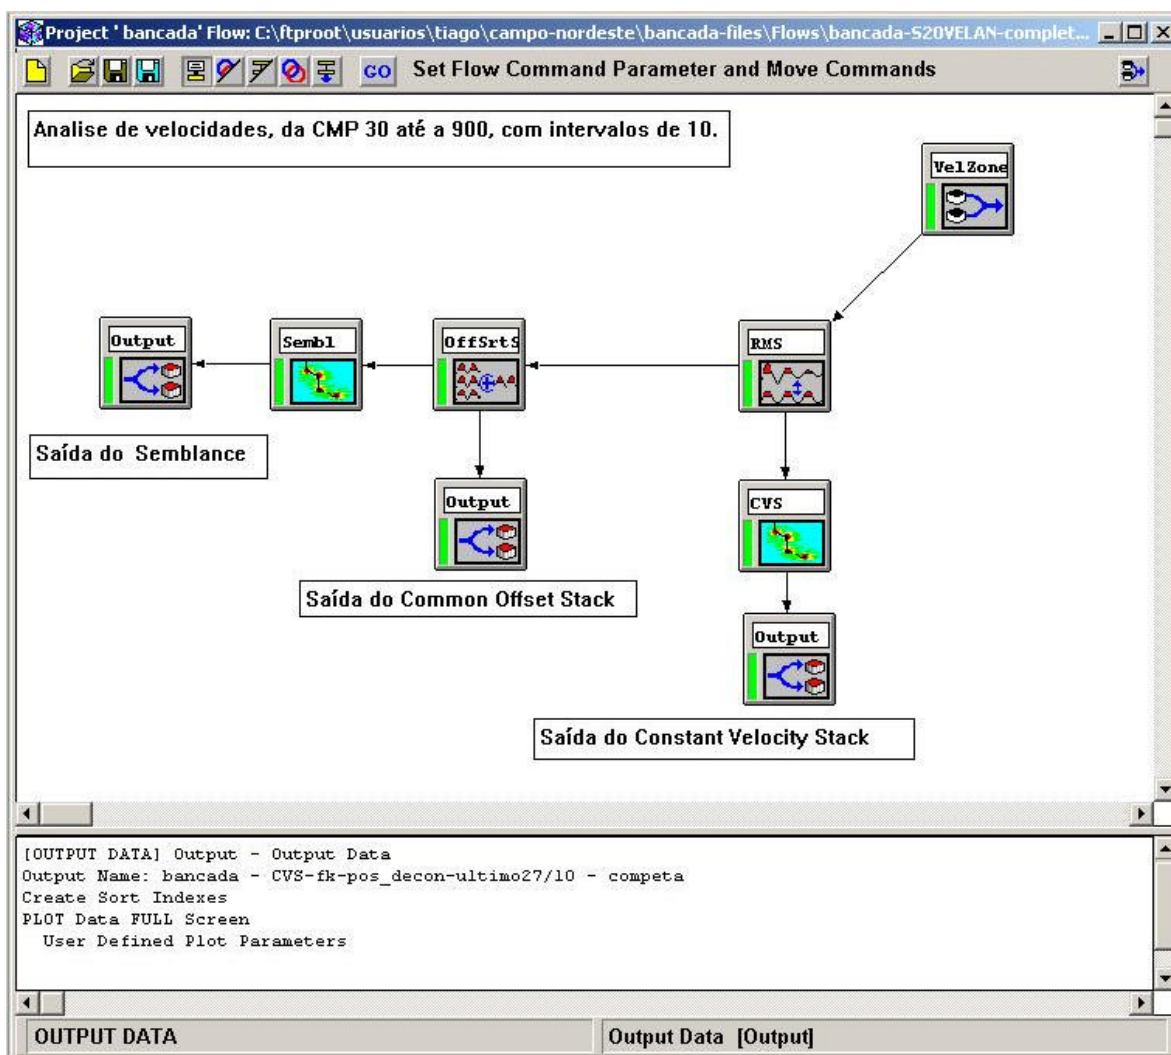 Project ' bancada' Flow: C:\ftproot\usuarios\tiago\campo-nordeste\bancada-files\Flows\bancada-S20VELAN-complet...
GO Set Flow Command Parameter and Move Commands
Analise de velocidades, da CMP 30 até a 900, com intervalos de 10.
VelZone
Output
Sembl
OffSrtS
RMS
Saída do Semblance
Output
CVS
Saída do Common Offset Stack
Output
Saída do Constant Velocity Stack
[OUTPUT DATA] Output - Output Data
Output Name: bancada - CVS-fk-pos_decon-ultimo27/10 - competa
Create Sort Indexes
PLOT Data FULL Screen
User Defined Plot Parameters
OUTPUT DATA
Output Data [Output]